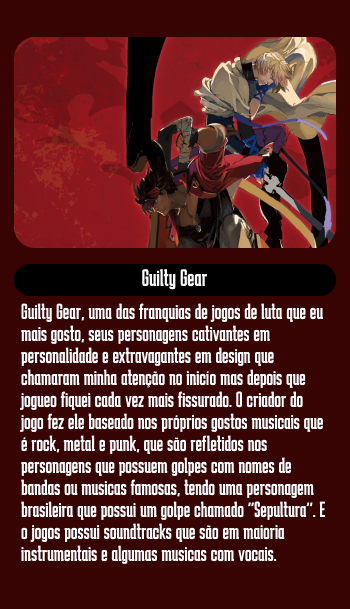 Guilty Gear
Guilty Gear, uma das franquias de jogos de luta que eu
mais gosto, seus personagens cativantes em
personalidade e extravagantes em design que
chamaram minha atenção no início mas depois que
jogueo fiquei cada vez mais fissurado. O criador do
jogo fez ele baseado nos próprios gostos musicais que
é rock, metal e punk, que são refletidos nos
personagens que possuem golpes com nomes de
bandas ou musicas famosas, tendo uma personagem
brasileira que possui um golpe chamado "Sepultura". E
o jogos possui soundtracks que são em maioria
instrumentais e algumas musicas com vocais.